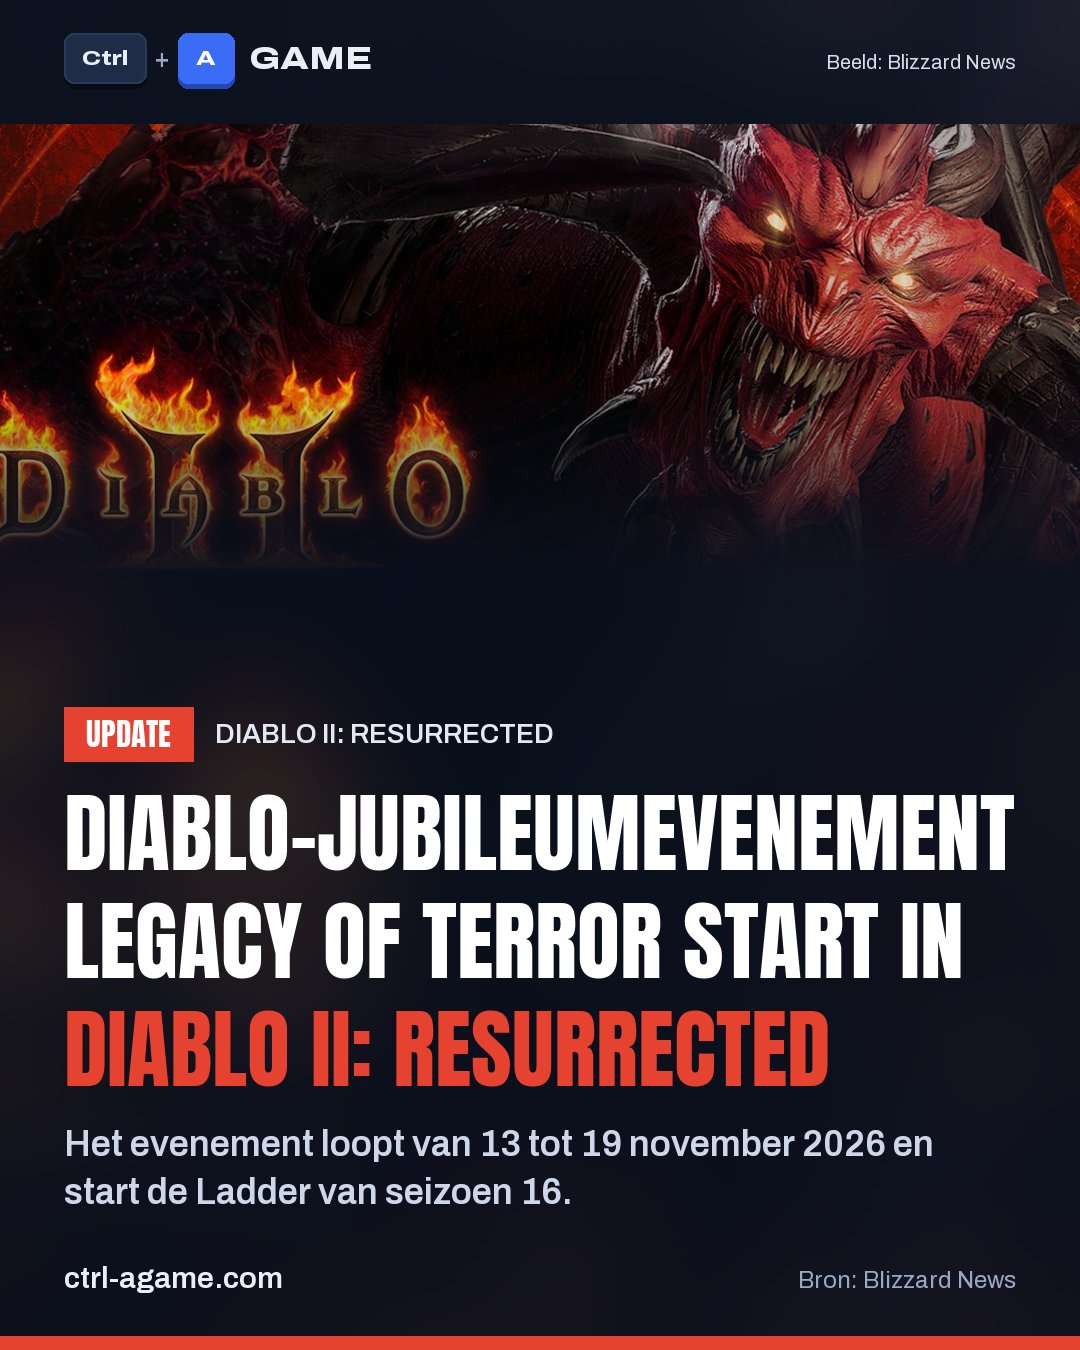 Ctrl + A GAME
Beeld: Blizzard News
DIABLO II
®
UPDATE
DIABLO II: RESURRECTED
DIABLO-JUBILEUMEVENEMENT
LEGACY OF TERROR START IN
DIABLO II: RESURRECTED
Het evenement loopt van 13 tot 19 november 2026 en
start de Ladder van seizoen 16.
ctrl-agame.com
Bron: Blizzard News